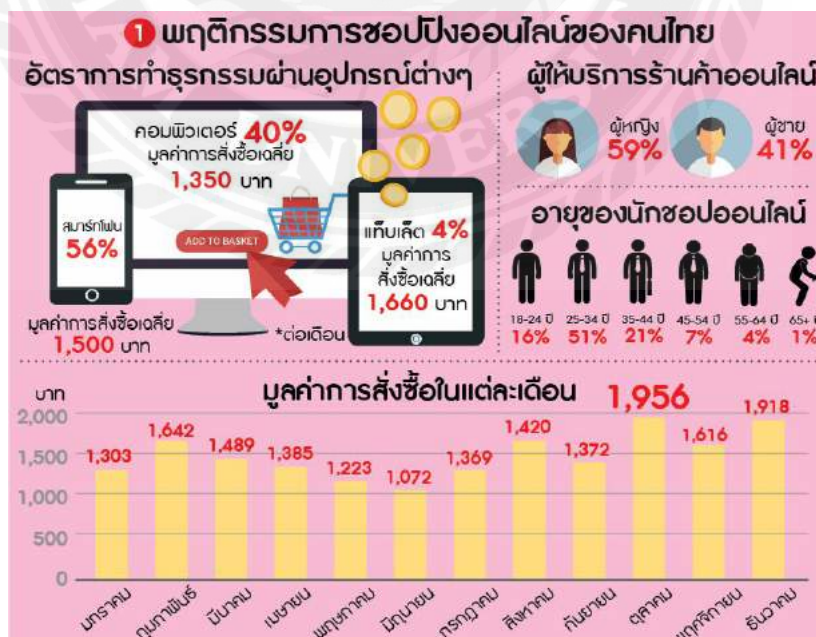 1 พฤติกรรมการชอปปิงออนไลน์ของคนไทย
อัตราการทำธุรกรรมผ่านอุปกรณ์ต่างๆ
คอมพิวเตอร์ 40%
มูลค่าการสั่งซื้อเฉลี่ย
1,350 บาท
ADD TO BASKET
สมาร์ทโฟน
56%
มูลค่าการสั่งซื้อเฉลี่ย
1,500 บาท
แท็บเล็ต 4%
มูลค่าการ
สั่งซื้อเฉลี่ย
1,660 บาท
*ต่อเดือน
ผู้ให้บริการร้านค้าออนไลน์
ผู้หญิง
59%
ผู้ชาย
41%
อายุของนักชอปออนไลน์
18-24 ปี 25-34 ปี 35-44 ปี 45-54 ปี 55-64 ปี 65+ ปี
16% 51% 21% 7% 4% 1%
มูลค่าการสั่งซื้อในแต่ละเดือน
บาท
2,000
1,500
1,000
500
0
1,303 1,642 1,489 1,385 1,223 1,072 1,369 1,420 1,372 1,956 1,616 1,918
มกราคม กุมภาพันธ์ มีนาคม เมษายน พฤษภาคม มิถุนายน กรกฎาคม สิงหาคม กันยายน ตุลาคม พฤศจิกายน ธันวาคม